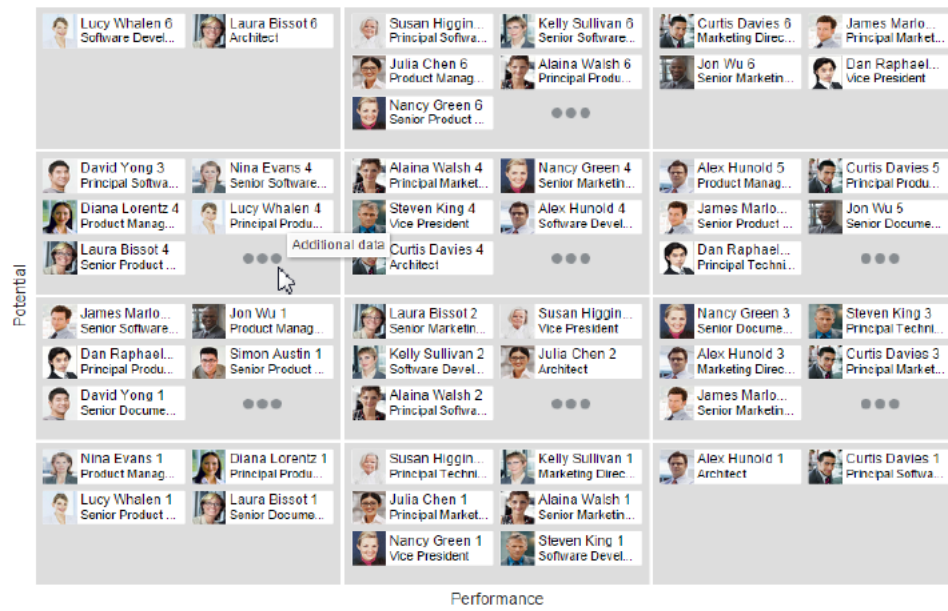 Lucy Whalen 6
Software Devel...
Laura Bissot 6
Architect
Susan Higgin...
Principal Softwa...
Kelly Sullivan 6
Senior Software...
Julia Chen 6
Product Manag...
Alaina Walsh 6
Principal Produ...
Nancy Green 6
Senior Product ...
Curtis Davies 6
Marketing Direc...
James Marlo...
Principal Market...
Jon Wu 6
Senior Marketin...
Dan Raphael...
Vice President
David Yong 3
Principal Softwa...
Nina Evans 4
Senior Software...
Diana Lorentz 4
Product Manag...
Lucy Whalen 4
Principal Produ...
Laura Bissot 4
Senior Product ...
Additional data
Alaina Walsh 4
Principal Market...
Nancy Green 4
Senior Marketin...
Steven King 4
Vice President
Alex Hunold 4
Software Devel...
Curtis Davies 4
Architect
Alex Hunold 5
Product Manag...
Curtis Davies 5
Principal Produ...
James Marlo...
Senior Product ...
Jon Wu 5
Senior Docume...
Dan Raphael...
Principal Techni...
Potential
James Marlo...
Senior Software...
Jon Wu 1
Product Manag...
Dan Raphael...
Principal Produ...
Simon Austin 1
Senior Product ...
David Yong 1
Senior Docume...
Laura Bissot 2
Senior Marketin...
Susan Higgin...
Vice President
Kelly Sullivan 2
Software Devel...
Julia Chen 2
Architect
Alaina Walsh 2
Principal Softwa...
Nancy Green 3
Senior Docume...
Steven King 3
Principal Techni...
Alex Hunold 3
Marketing Direc...
Curtis Davies 3
Principal Market...
James Marlo...
Senior Marketin...
Nina Evans 1
Product Manag...
Diana Lorentz 1
Principal Produ...
Lucy Whalen 1
Senior Product ...
Laura Bissot 1
Senior Docume...
Susan Higgin...
Principal Techni...
Kelly Sullivan 1
Marketing Direc...
Julia Chen 1
Principal Market...
Alaina Walsh 1
Senior Marketin...
Nancy Green 1
Vice President
Steven King 1
Software Devel...
Alex Hunold 1
Architect
Curtis Davies 1
Principal Softwa...
Performance